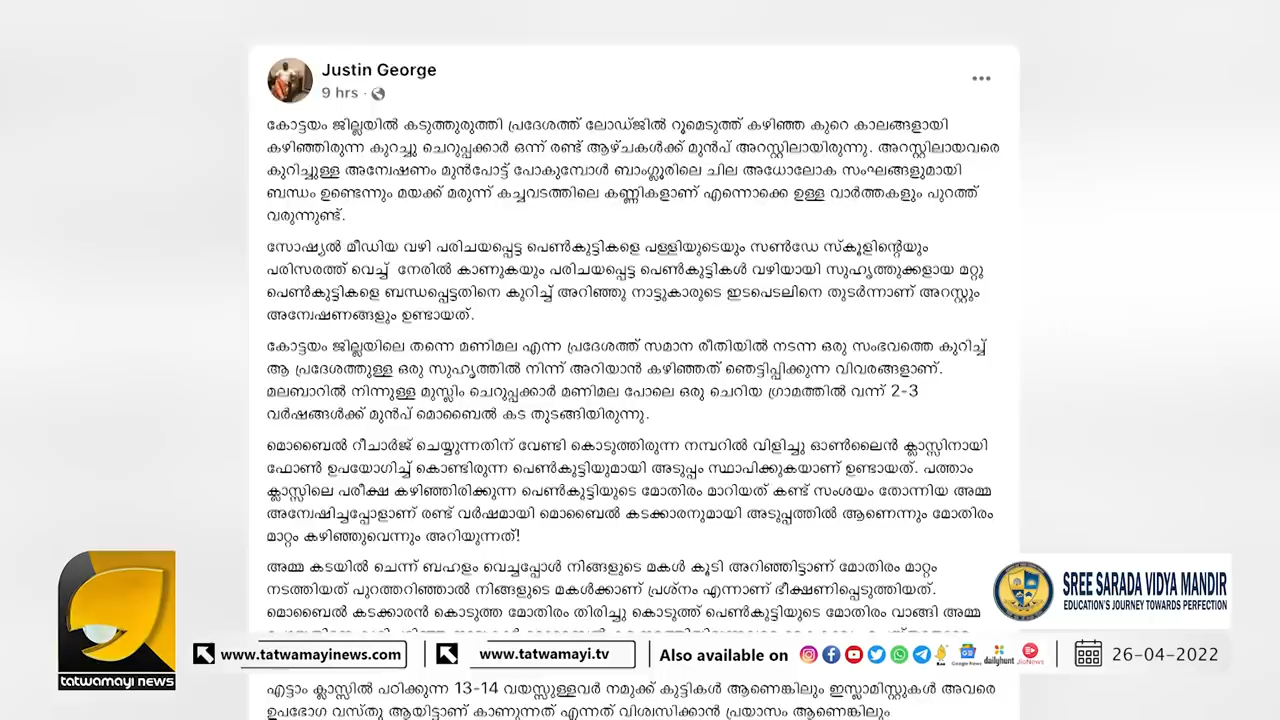 Justin George
9 hrs ·
കോട്ടയം ജില്ലയിൽ കടുത്തുരുത്തി പ്രദേശത്ത് ലോഡ്ജിൽ റൂമെടുത്ത് കഴിഞ്ഞ കുറെ കാലങ്ങളായി
കഴിഞ്ഞിരുന്ന കുറച്ചു ചെറുപ്പക്കാർ ഒന്ന് രണ്ട് ആഴ്ചകൾക്ക് മുൻപ് അറസ്റ്റിലായിരുന്നു. അറസ്റ്റിലായവരെ
കുറിച്ചുള്ള അന്വേഷണം മുൻപോട്ട് പോകുമ്പോൾ ബാംഗ്ലൂരിലെ ചില അധോലോക സംഘങ്ങളുമായി
ബന്ധം ഉണ്ടെന്നും മയക്ക് മരുന്ന് കച്ചവടത്തിലെ കണ്ണികളാണ് എന്നൊക്കെ ഉള്ള വാർത്തകളും പുറത്ത്
വരുന്നുണ്ട്.
സോഷ്യൽ മീഡിയ വഴി പരിചയപ്പെട്ട പെൺകുട്ടികളെ പള്ളിയുടെയും സൺഡേ സ്കൂളിന്റെയും
പരിസരത്ത് വെച്ച് നേരിൽ കാണുകയും പരിചയപ്പെട്ട പെൺകുട്ടികൾ വഴിയായി സുഹൃത്തുക്കളായ മറ്റു
പെൺകുട്ടികളെ ബന്ധപ്പെട്ടതിനെ കുറിച്ച് അറിഞ്ഞു നാട്ടുകാരുടെ ഇടപെടലിനെ തുടർന്നാണ് അറസ്റ്റും
അന്വേഷണങ്ങളും ഉണ്ടായത്.
കോട്ടയം ജില്ലയിലെ തന്നെ മണിമല എന്ന പ്രദേശത്ത് സമാന രീതിയിൽ നടന്ന ഒരു സംഭവത്തെ കുറിച്ച്
ആ പ്രദേശത്തുള്ള ഒരു സുഹൃത്തിൽ നിന്ന് അറിയാൻ കഴിഞ്ഞത് ഞെട്ടിപ്പിക്കുന്ന വിവരങ്ങളാണ്.
മലബാറിൽ നിന്നുള്ള മുസ്ലിം ചെറുപ്പക്കാർ മണിമല പോലെ ഒരു ചെറിയ ഗ്രാമത്തിൽ വന്ന് 2-3
വർഷങ്ങൾക്ക് മുൻപ് മൊബൈൽ കട തുടങ്ങിയിരുന്നു.
മൊബൈൽ റീചാർജ് ചെയ്യുന്നതിന് വേണ്ടി കൊടുത്തിരുന്ന നമ്പറിൽ വിളിച്ചു ഓൺലൈൻ ക്ലാസ്സിനായി
ഫോൺ ഉപയോഗിച്ച് കൊണ്ടിരുന്ന പെൺകുട്ടിയുമായി അടുപ്പം സ്ഥാപിക്കുകയാണ് ഉണ്ടായത്. പത്താം
ക്ലാസ്സിലെ പരീക്ഷ കഴിഞ്ഞിരിക്കുന്ന പെൺകുട്ടിയുടെ മോതിരം മാറിയത് കണ്ട് സംശയം തോന്നിയ അമ്മ
അന്വേഷിച്ചപ്പോളാണ് രണ്ട് വർഷമായി മൊബൈൽ കടക്കാരനുമായി അടുപ്പത്തിൽ ആണെന്നും മോതിരം
മാറ്റം കഴിഞ്ഞുവെന്നും അറിയുന്നത്!
അമ്മ കടയിൽ ചെന്ന് ബഹളം വെച്ചപ്പോൾ നിങ്ങളുടെ മകൾ കൂടി അറിഞ്ഞിട്ടാണ് മോതിരം മാറ്റം
നടത്തിയത് പുറത്തറിഞ്ഞാൽ നിങ്ങളുടെ മകൾക്കാണ് പ്രശ്നം എന്നാണ് ഭീക്ഷണിപ്പെടുത്തിയത്.
മൊബൈൽ കടക്കാരൻ കൊടുത്ത മോതിരം തിരിച്ചു കൊടുത്ത് പെൺകുട്ടിയുടെ മോതിരം വാങ്ങി അമ്മ
എട്ടാം ക്ലാസ്സിൽ പഠിക്കുന്ന 13-14 വയസ്സുള്ളവർ നമുക്ക് കുട്ടികൾ ആണെങ്കിലും ഇസ്ലാമിസ്റ്റുകൾ അവരെ
ഉപഭോഗ വസ്തു ആയിട്ടാണ് കാണുന്നത് എന്നത് വിശ്വസിക്കാൻ പ്രയാസം ആണെങ്കിലും
SREE SARADA VIDYA MANDIR
EDUCATION'S JOURNEY TOWARDS PERFECTION
tatwamayi news
www.tatwamayinews.com
www.tatwamayi.tv
Also available on
Google News
dailyhunt
JioNews
26-04-2022